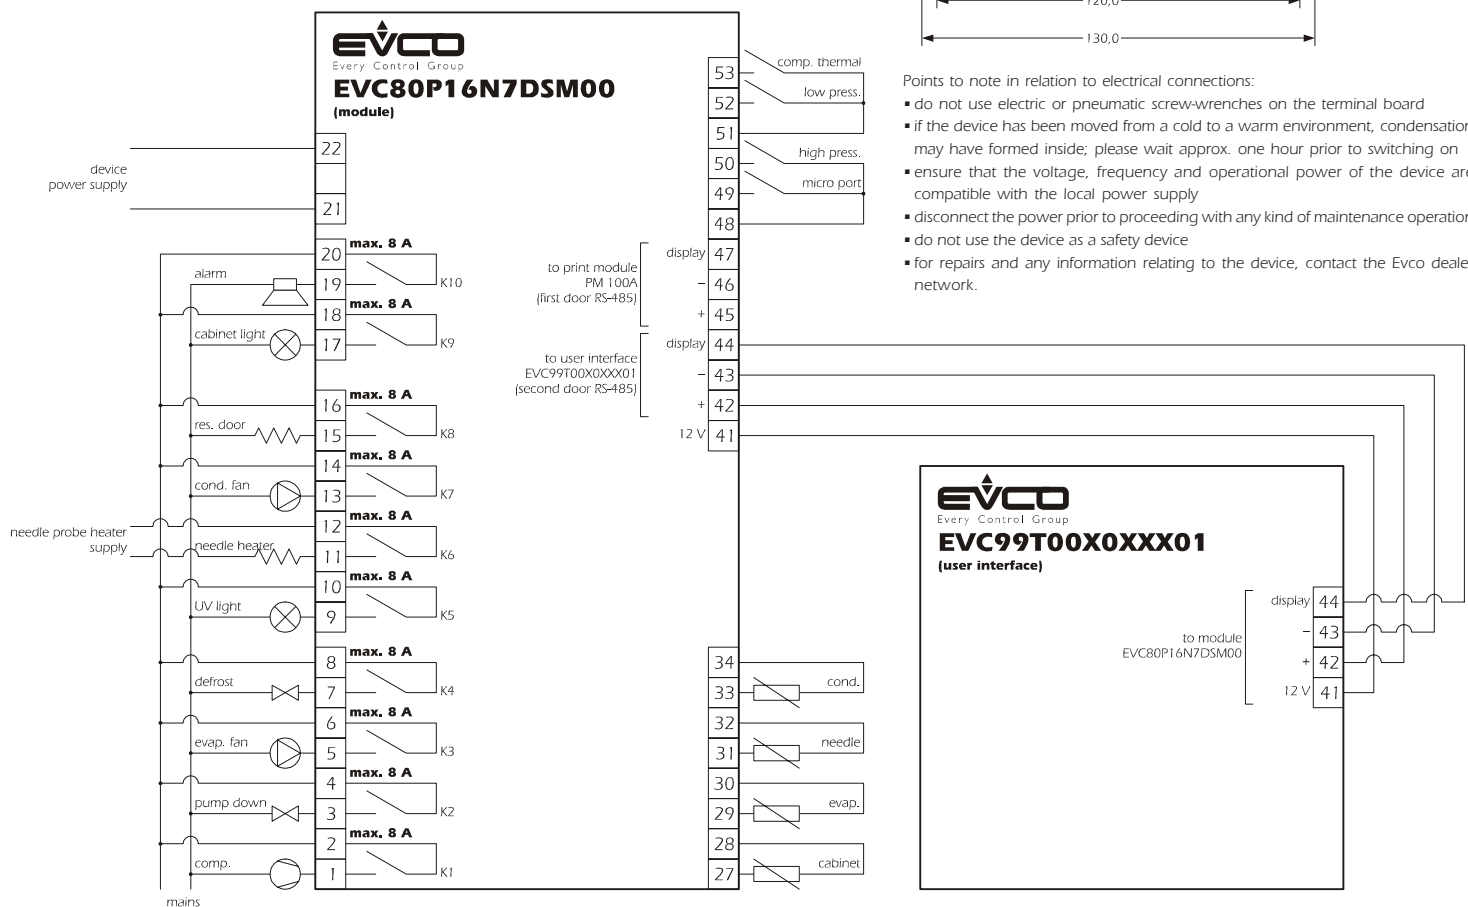 120,0
130,0
EVCO
Every Control Group
EVC80P16N7DSM00
(module)
device
power supply
22
21
20
max. 8 A
alarm
19
K10
18
max. 8 A
cabinet light
17
K9
16
max. 8 A
res. door
15
K8
14
max. 8 A
cond. fan
13
K7
needle probe heater
supply
12
max. 8 A
needle heater
11
K6
10
max. 8 A
UV light
9
K5
8
max. 8 A
defrost
7
K4
6
max. 8 A
evap. fan
5
K3
4
max. 8 A
pump down
3
K2
2
max. 8 A
comp.
1
K1
mains
53
comp. thermal
52
low press.
51
50
high press.
49
micro port
48
to print module
PM 100A
(first door RS-485)
display 47
– 46
+ 45
to user interface
EVC99T00X0XXX01
(second door RS-485)
display 44
– 43
+ 42
12 V 41
34
33
cond.
32
31
needle
30
29
evap.
28
27
cabinet
Points to note in relation to electrical connections:
▪ do not use electric or pneumatic screw-wrenches on the terminal board
▪ if the device has been moved from a cold to a warm environment, condensation
may have formed inside; please wait approx. one hour prior to switching on
▪ ensure that the voltage, frequency and operational power of the device are
compatible with the local power supply
▪ disconnect the power prior to proceeding with any kind of maintenance operation
▪ do not use the device as a safety device
▪ for repairs and any information relating to the device, contact the Evco deale
network.
EVCO
Every Control Group
EVC99T00X0XXX01
(user interface)
to module
EVC80P16N7DSM00
display 44
– 43
+ 42
12 V 41